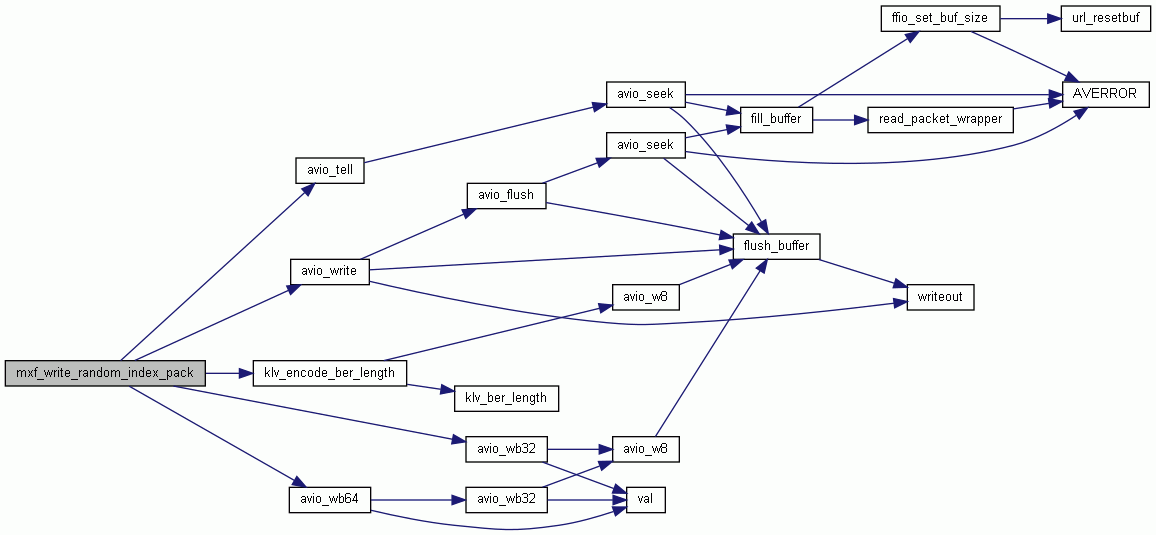 ffio_set_buf_size
url_resetbuf
avio_seek
AVERROR
fill_buffer
read_packet_wrapper
avio_seek
avio_tell
avio_flush
flush_buffer
avio_write
avio_w8
writeout
mxf_write_random_index_pack
klv_encode_ber_length
klv_ber_length
avio_wb32
avio_w8
avio_wb64
avio_wb32
val